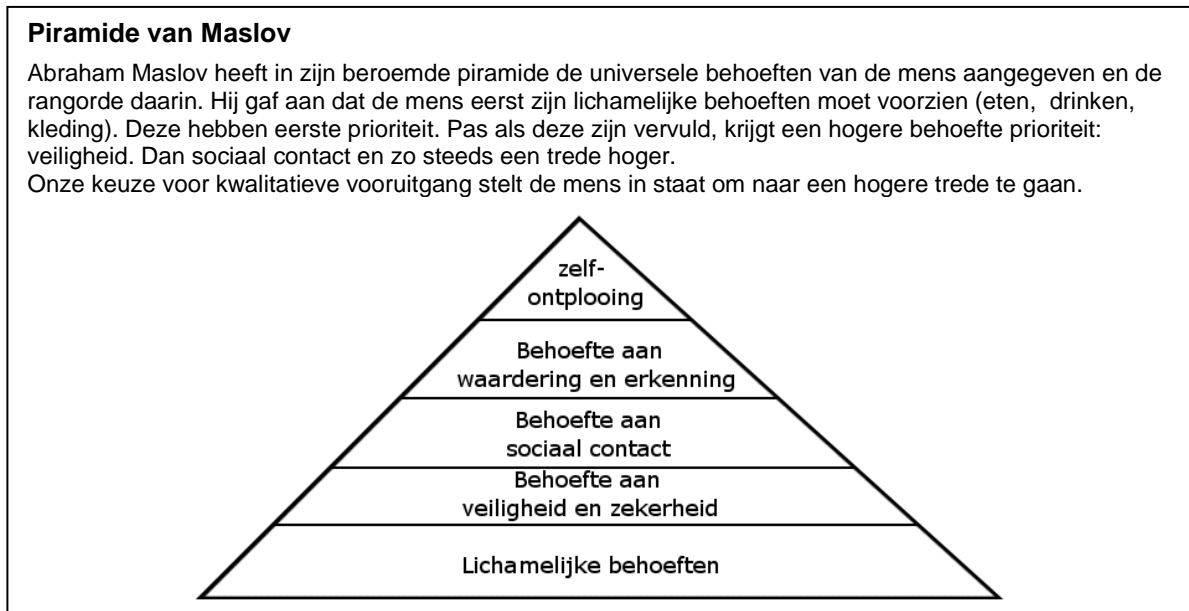 Piramide van Maslov
Abraham Maslov heeft in zijn beroemde piramide de universele behoeften van de mens aangegeven en de
rangorde daarin. Hij gaf aan dat de mens eerst zijn lichamelijke behoeften moet voorzien (eten, drinken,
kleding). Deze hebben eerste prioriteit. Pas als deze zijn vervuld, krijgt een hogere behoefte prioriteit:
veiligheid. Dan sociaal contact en zo steeds een trede hoger.
Onze keuze voor kwalitatieve vooruitgang stelt de mens in staat om naar een hogere trede te gaan.
zelf-
ontplooing
Behoefte aan
waardering en erkenning
Behoefte aan
sociaal contact
Behoefte aan
veiligheid en zekerheid
Lichamelijke behoeften